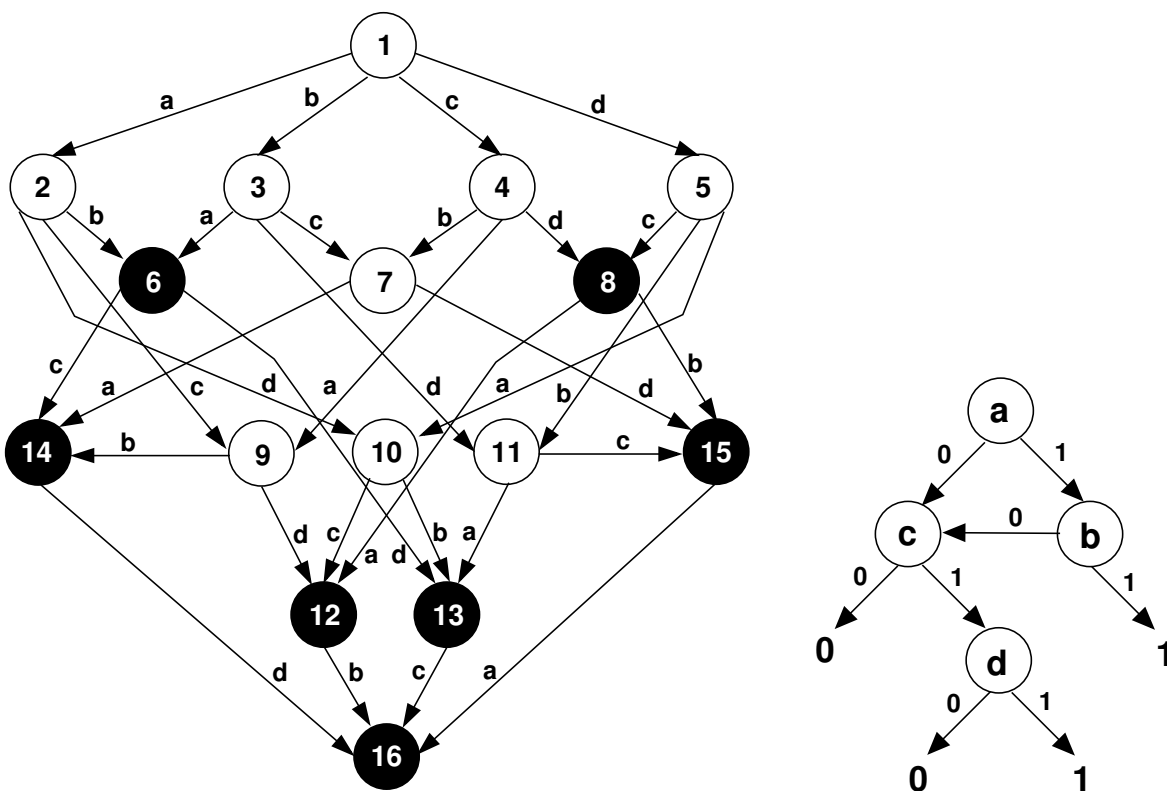 1
a b c d
2 3 4 5
b a c b d c
6 7 8
c a c d a d a b d b
14 b 9 10 11 c 15
d c a d b a
12 13
d b c a
16
a
0 1
c 0 b
0 1 1
0 d 1
0 1
0 1